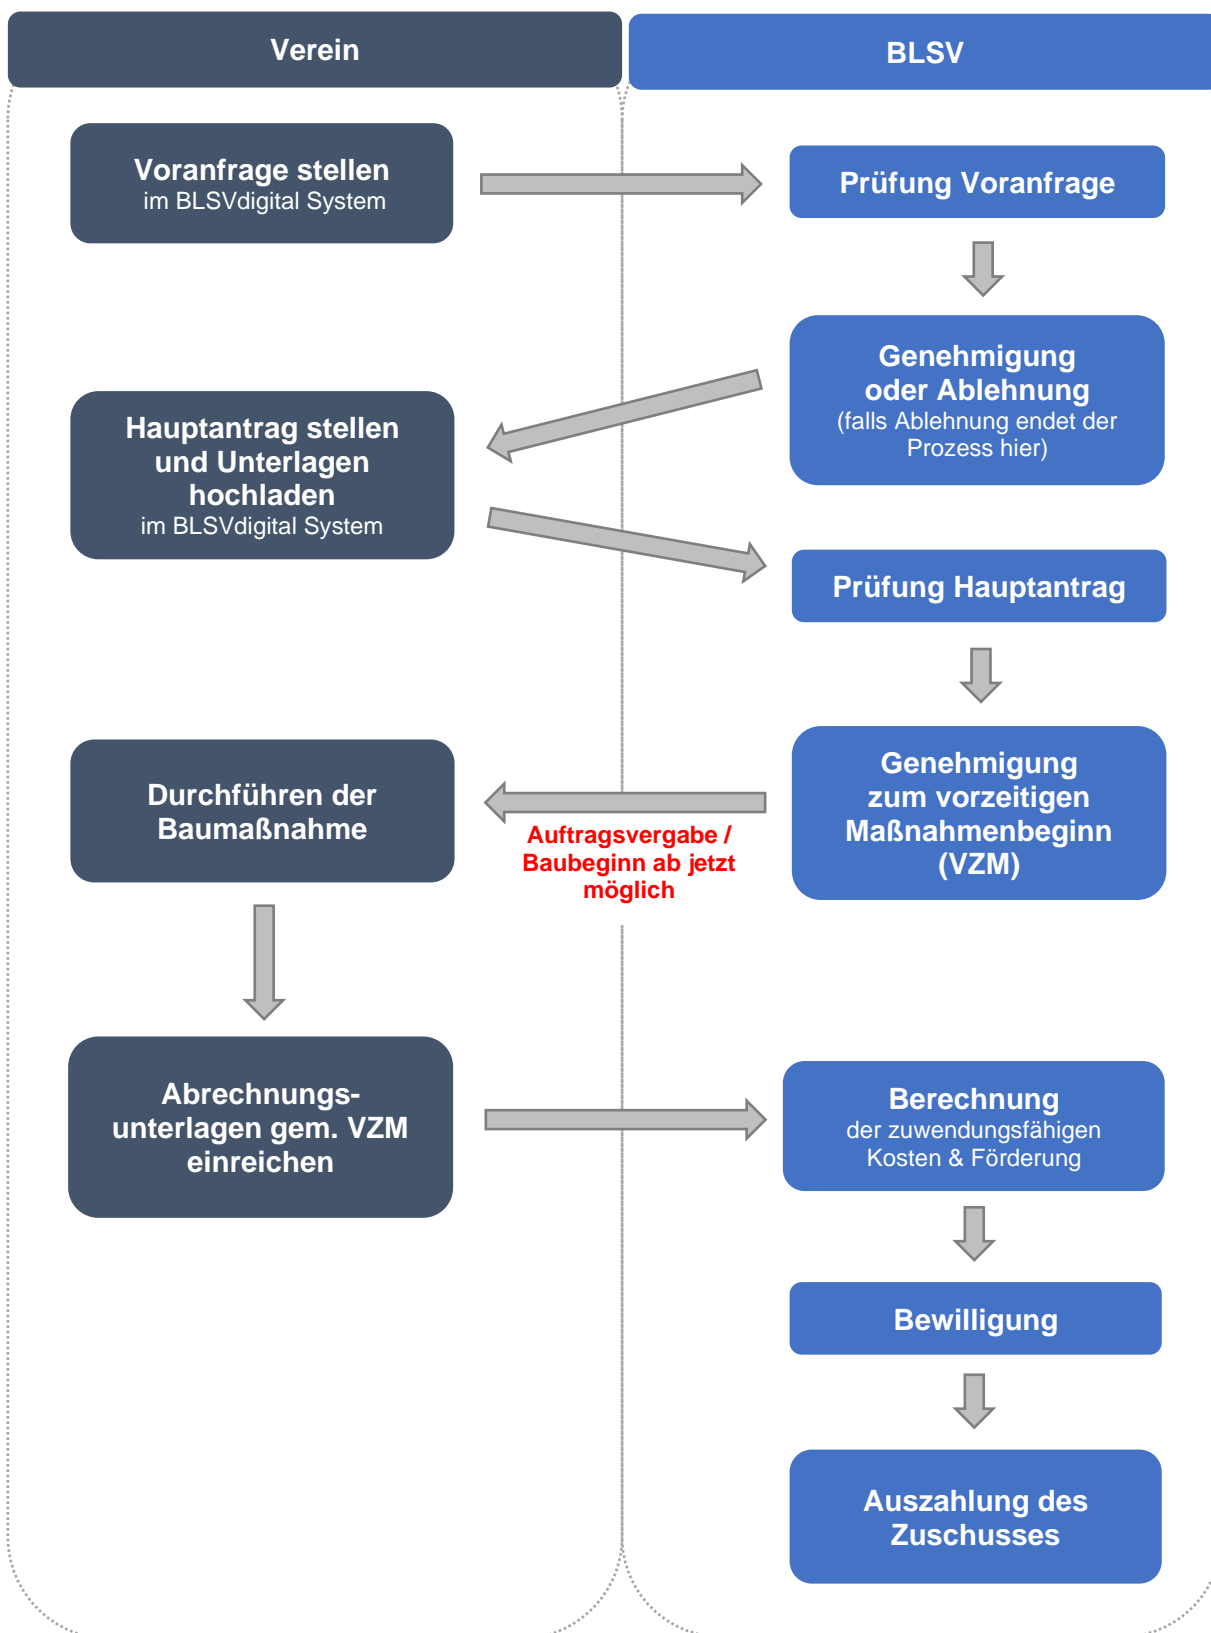 Verein
BLSV
Voranfrage stellen
im BLSVdigital System
Prüfung Voranfrage
Genehmigung
oder Ablehnung
(falls Ablehnung endet der
Prozess hier)
Hauptantrag stellen
und Unterlagen
hochladen
im BLSVdigital System
Prüfung Hauptantrag
Genehmigung
zum vorzeitigen
Maßnahmenbeginn
(VZM)
Auftragsvergabe /
Baubeginn ab jetzt
möglich
Durchführen der
Baumaßnahme
Abrechnungs-
unterlagen gem. VZM
einreichen
Berechnung
der zuwendungsfähigen
Kosten & Förderung
Bewilligung
Auszahlung des
Zuschusses